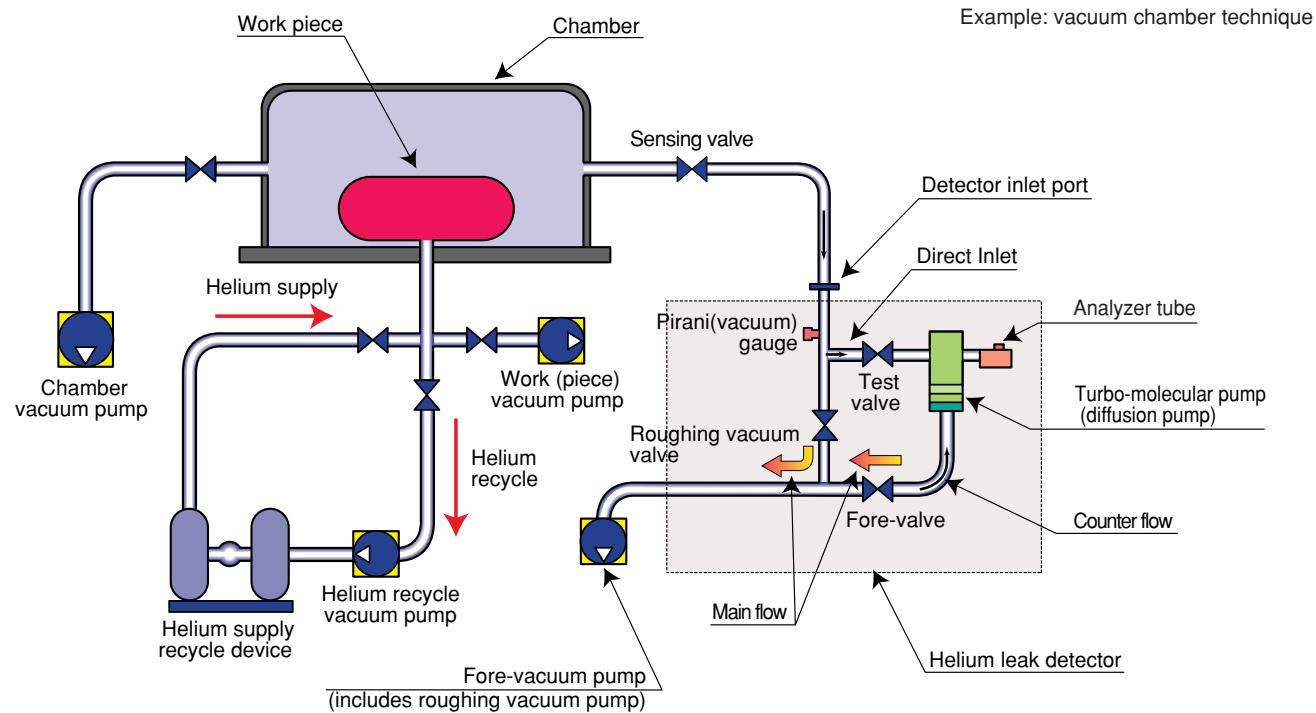 Example: vacuum chamber technique
Work piece
Chamber
Sensing valve
Detector inlet port
Direct Inlet
Helium supply
Pirani(vacuum)
gauge
Analyzer tube
Chamber
vacuum pump
Work (piece)
vacuum pump
Test
valve
Turbo-molecular pump
(diffusion pump)
Roughing vacuum
valve
Helium
recycle
Fore-valve
Counter flow
Helium recycle
vacuum pump
Main flow
Helium supply
recycle device
Helium leak detector
Fore-vacuum pump
(includes roughing vacuum pump)